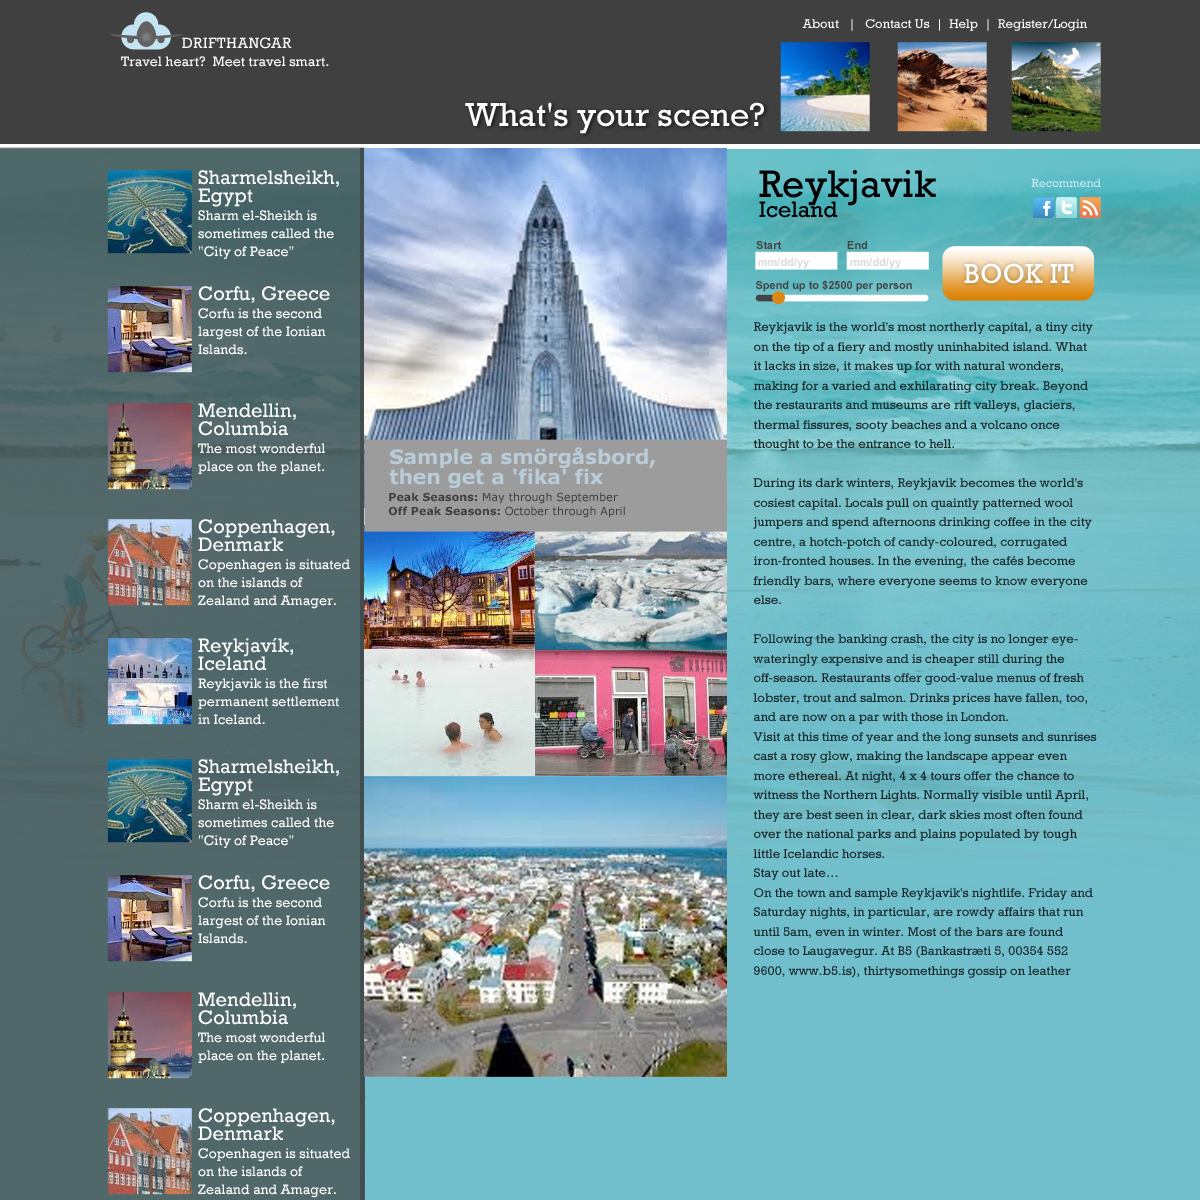 About | Contact Us | Help | Register/Login
DRIFTHANGAR
Travel heart? Meet travel smart.
What's your scene?
Sharmelsheikh,
Egypt
Sharm el-Sheikh is
sometimes called the
"City of Peace"
Corfu, Greece
Corfu is the second
largest of the Ionian
Islands.
Mendellin,
Columbia
The most wonderful
place on the planet.
Coppenhagen,
Denmark
Copenhagen is situated
on the islands of
Zealand and Amager.
Reykjavík,
Iceland
Reykjavik is the first
permanent settlement
in Iceland.
Sharmelsheikh,
Egypt
Sharm el-Sheikh is
sometimes called the
"City of Peace"
Corfu, Greece
Corfu is the second
largest of the Ionian
Islands.
Mendellin,
Columbia
The most wonderful
place on the planet.
Coppenhagen,
Denmark
Copenhagen is situated
on the islands of
Zealand and Amager.
Sample a smörgåsbord,
then get a 'fika' fix
Peak Seasons: May through September
Off Peak Seasons: October through April
Reykjavik
Iceland
Recommend
Start End
mm/dd/yy mm/dd/yy
BOOK IT
Spend up to $2500 per person
Reykjavik is the world's most northerly capital, a tiny city
on the tip of a fiery and mostly uninhabited island. What
it lacks in size, it makes up for with natural wonders,
making for a varied and exhilarating city break. Beyond
the restaurants and museums are rift valleys, glaciers,
thermal fissures, sooty beaches and a volcano once
thought to be the entrance to hell.
During its dark winters, Reykjavik becomes the world's
cosiest capital. Locals pull on quaintly patterned wool
jumpers and spend afternoons drinking coffee in the city
centre, a hotch-potch of candy-coloured, corrugated
iron-fronted houses. In the evening, the cafés become
friendly bars, where everyone seems to know everyone
else.
Following the banking crash, the city is no longer eye-
wateringly expensive and is cheaper still during the
off-season. Restaurants offer good-value menus of fresh
lobster, trout and salmon. Drinks prices have fallen, too,
and are now on a par with those in London.
Visit at this time of year and the long sunsets and sunrises
cast a rosy glow, making the landscape appear even
more ethereal. At night, 4 x 4 tours offer the chance to
witness the Northern Lights. Normally visible until April,
they are best seen in clear, dark skies most often found
over the national parks and plains populated by tough
little Icelandic horses.
Stay out late…
On the town and sample Reykjavik's nightlife. Friday and
Saturday nights, in particular, are rowdy affairs that run
until 5am, even in winter. Most of the bars are found
close to Laugavegur. At B5 (Bankastræti 5, 00354 552
9600, www.b5.is), thirtysomethings gossip on leather